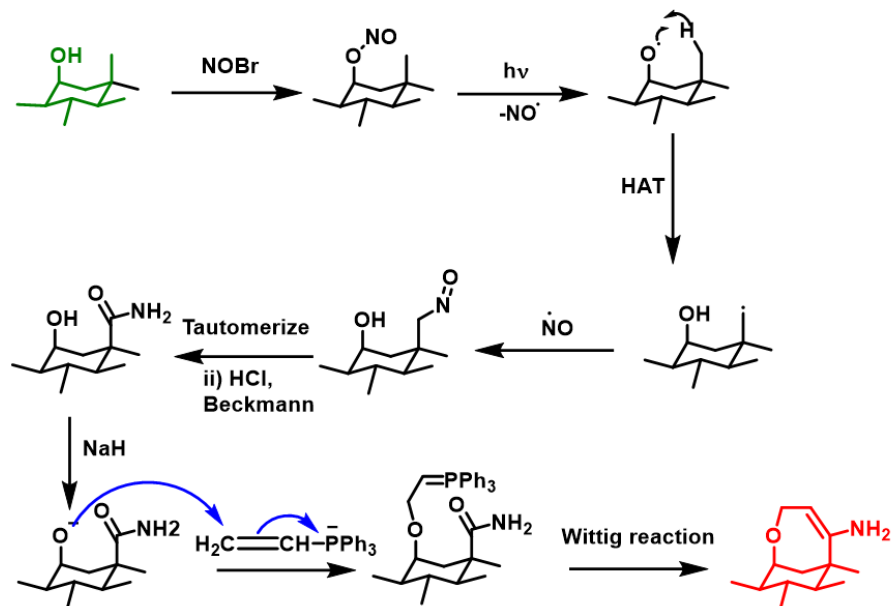 OH
NOBr
O
NO
hν
-NO•
O•
H
HAT
OH
NO•
OH
N
O
Tautomerize
ii) HCl,
Beckmann
OH
O
NH2
NaH
O−
O
NH2
H2C
CH-PPh3
−
O
PPh3
O
NH2
Wittig reaction
O
NH2